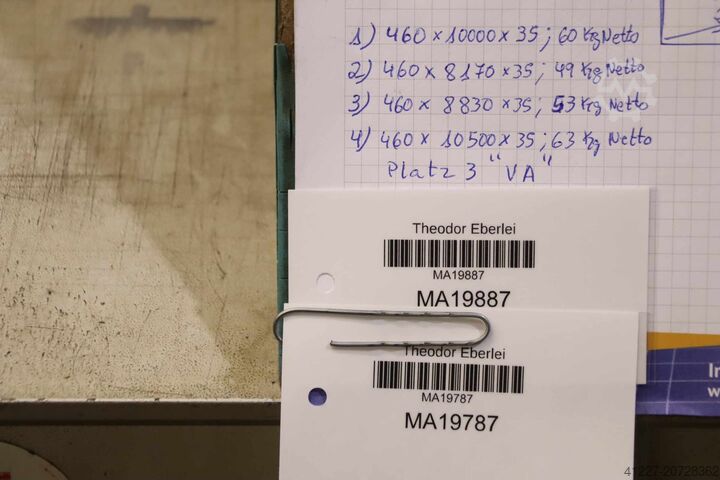 1) 460 x 10000 x 35 ; 60 Kg Netto
2) 460 x 8170 x 35 ; 49 Kg Netto
3) 460 x 8830 x 35 ; 53 Kg Netto
4) 460 x 10500 x 35 ; 63 Kg Netto
Platz 3 "VA"
Theodor Eberlei
MA19887
MA19887
Theodor Eberlei
MA19787
MA19787
41227-20728362